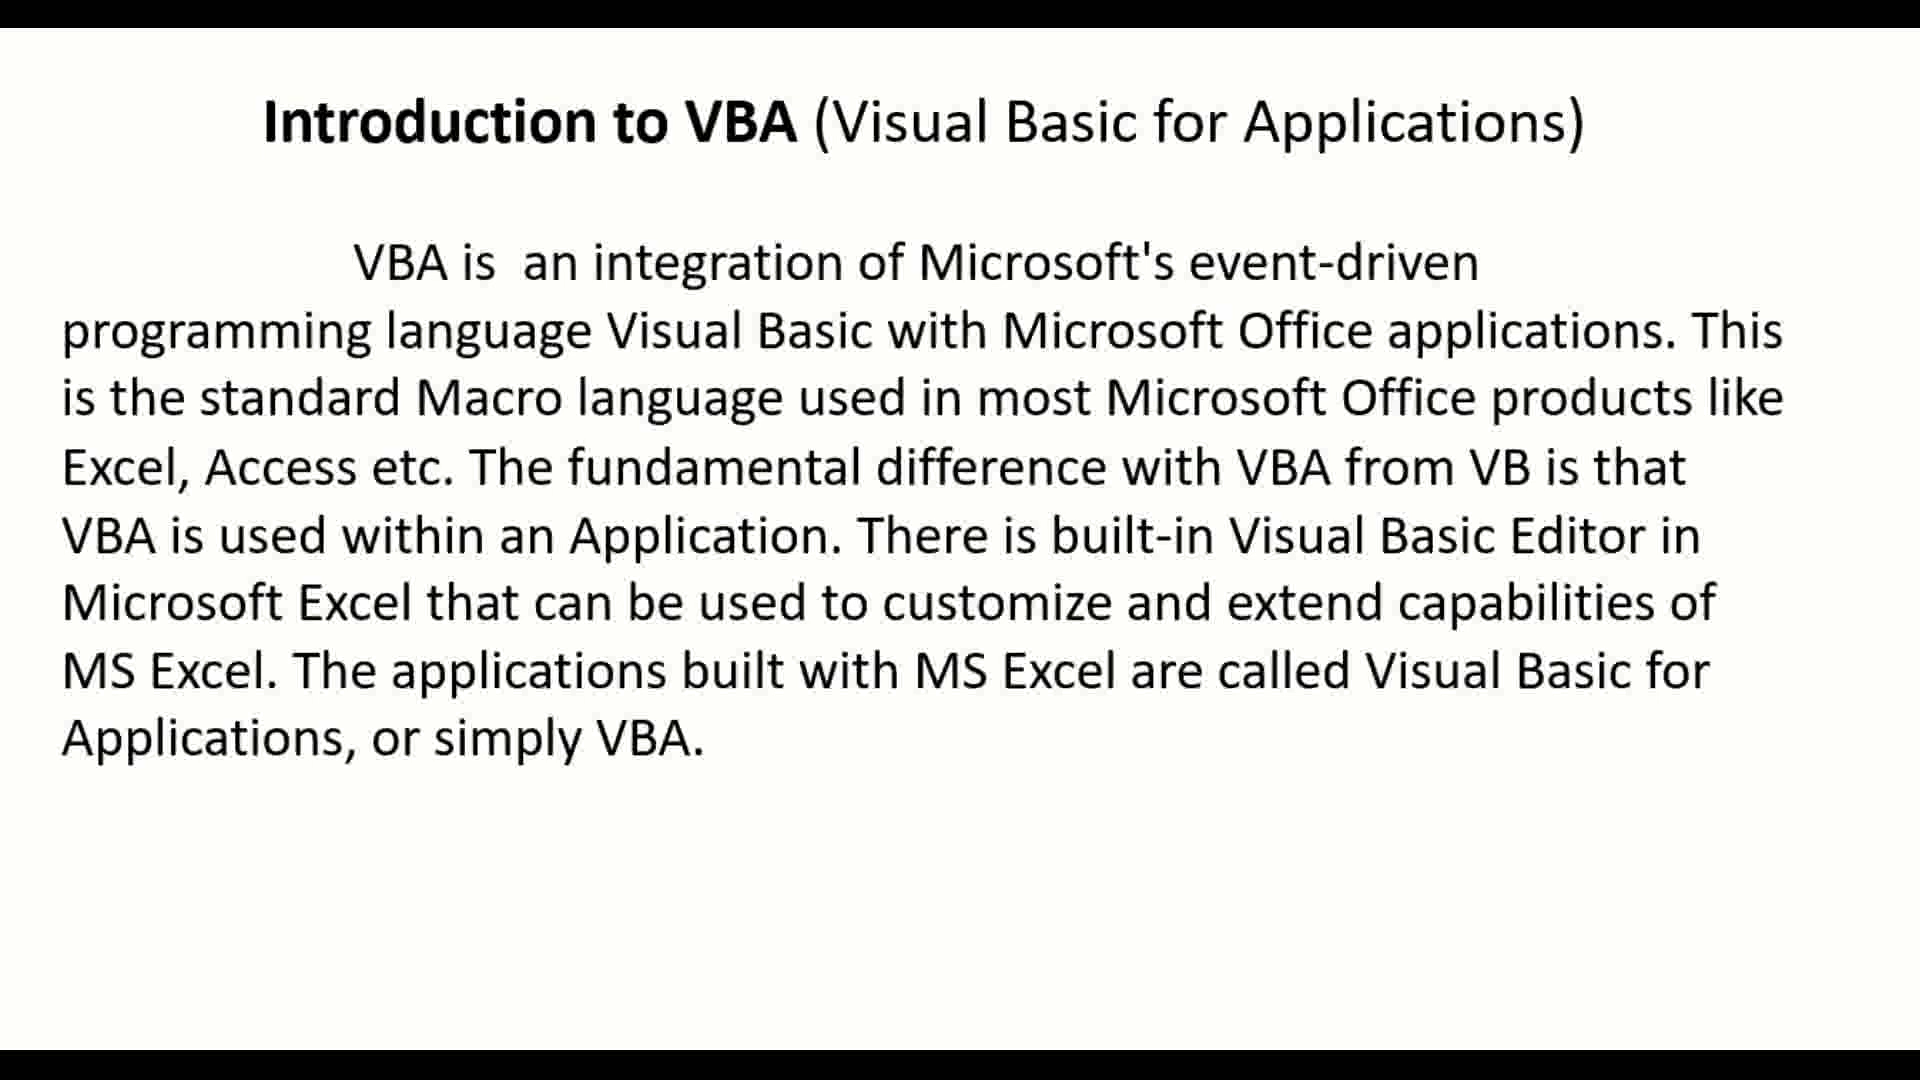 Introduction to VBA (Visual Basic for Applications)
VBA is  an integration of Microsoft's event-driven
programming language Visual Basic with Microsoft Office applications. This
is the standard Macro language used in most Microsoft Office products like
Excel, Access etc. The fundamental difference with VBA from VB is that
VBA is used within an Application. There is built-in Visual Basic Editor in
Microsoft Excel that can be used to customize and extend capabilities of
MS Excel. The applications built with MS Excel are called Visual Basic for
Applications, or simply VBA.